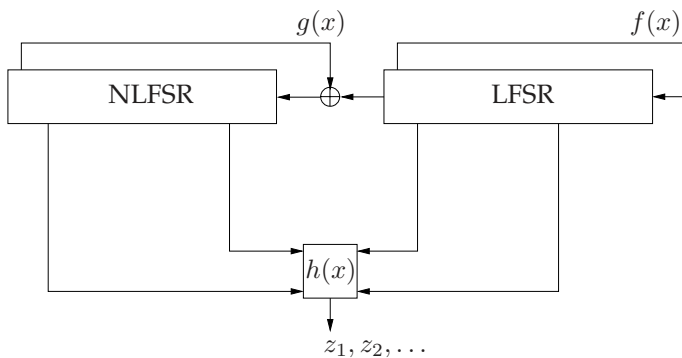 g(x) f(x)
NLFSR LFSR
h(x)
z₁, z₂, . . .